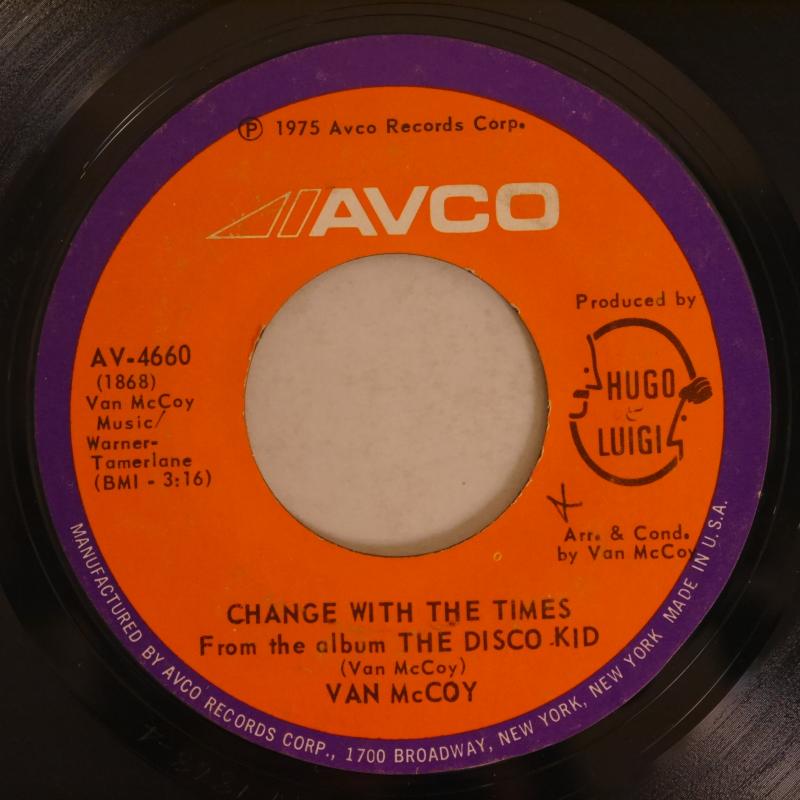 Ⓟ 1975 Avco Records Corp.
AVCO
Produced by
HUGO
&
LUIGI
AV-4660
(1868)
Van McCoy
Music/
Warner-
Tamerlane
(BMI - 3:16)
Arr. & Cond.
by Van McCoy
CHANGE WITH THE TIMES
From the album THE DISCO KID
(Van McCoy)
VAN McCOY
MANUFACTURED BY AVCO RECORDS CORP., 1700 BROADWAY, NEW YORK, NEW YORK MADE IN U.S.A.